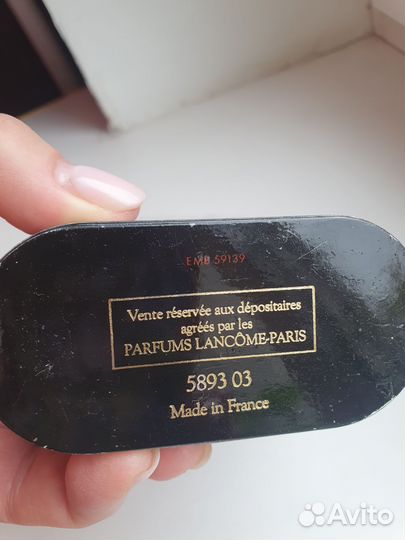 EMB 59139
Vente réservée aux dépositaires
agréés par les
PARFUMS LANCÔME-PARIS
5893 03
Made in France
Avito